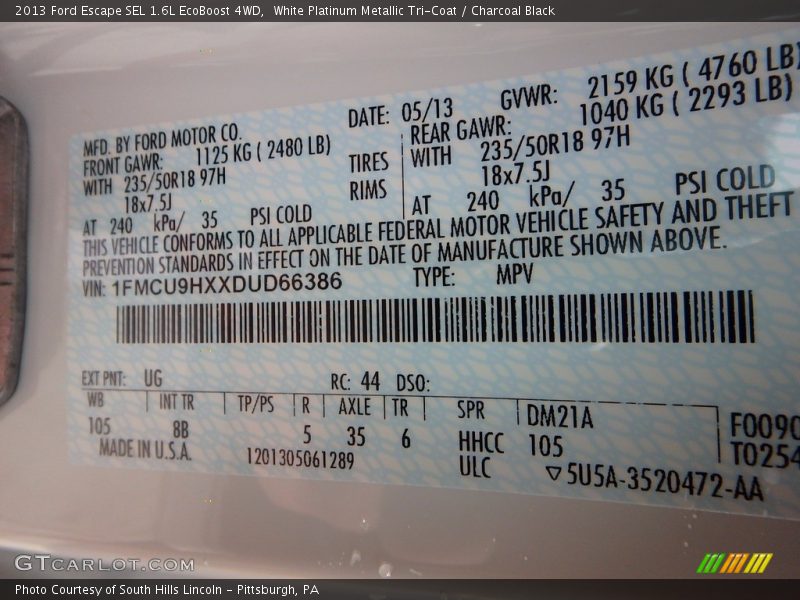 2013 Ford Escape SEL 1.6L EcoBoost 4WD,  White Platinum Metallic Tri-Coat / Charcoal Black
MFD. BY FORD MOTOR CO. DATE: 05/13 GVWR: 2159 KG ( 4760 LB)
FRONT GAWR: 1125 KG ( 2480 LB) REAR GAWR: 1040 KG ( 2293 LB)
WITH 235/50R18 97H TIRES WITH 235/50R18 97H
18x7.5J RIMS 18x7.5J
AT 240 kPa/ 35 PSI COLD AT 240 kPa/ 35 PSI COLD
THIS VEHICLE CONFORMS TO ALL APPLICABLE FEDERAL MOTOR VEHICLE SAFETY AND THEFT
PREVENTION STANDARDS IN EFFECT ON THE DATE OF MANUFACTURE SHOWN ABOVE.
VIN: 1FMCU9HXXDUD66386 TYPE: MPV
EXT PNT: UG RC: 44 DSO:
WB INT TR TP/PS R AXLE TR SPR DM21A F0090
105 8B 5 35 6 HHCC 105 T0254
MADE IN U.S.A. 1201305061289 ULC ▽5U5A-3520472-AA
GTCARLOT.COM
Photo Courtesy of South Hills Lincoln - Pittsburgh, PA